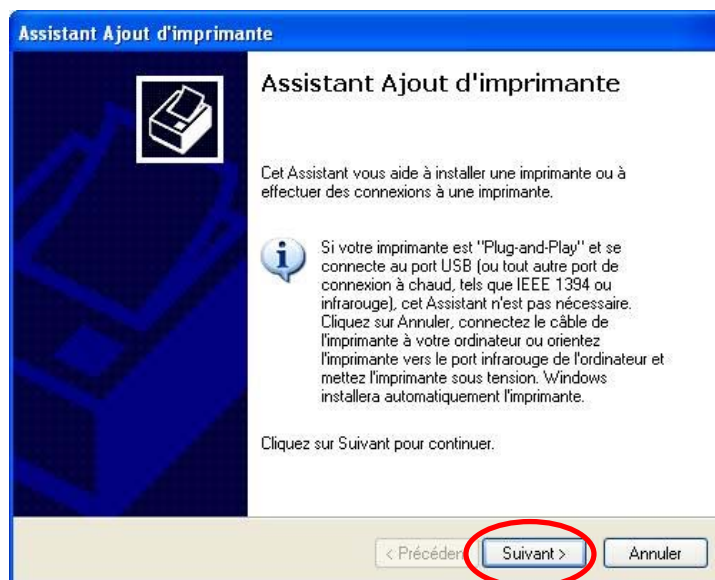 Assistant Ajout d'imprimante
Assistant Ajout d'imprimante
Cet Assistant vous aide à installer une imprimante ou à
effectuer des connexions à une imprimante.
Si votre imprimante est "Plug-and-Play" et se
connecte au port USB (ou tout autre port de
connexion à chaud, tels que IEEE 1394 ou
infrarouge), cet Assistant n'est pas nécessaire.
Cliquez sur Annuler, connectez le câble de
l'imprimante à votre ordinateur ou orientez
l'imprimante vers le port infrarouge de l'ordinateur et
mettez l'imprimante sous tension. Windows
installera automatiquement l'imprimante.
Cliquez sur Suivant pour continuer.
< Précéden Suivant > Annuler